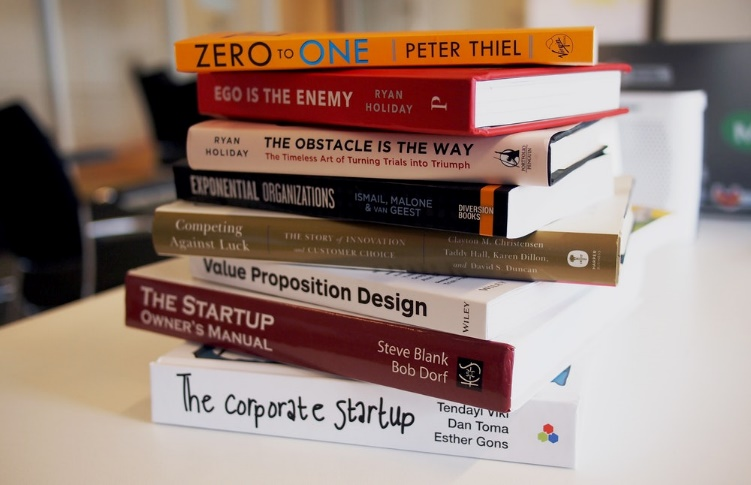 ZERO TO ONE | PETER THIEL
EGO IS THE ENEMY RYAN HOLIDAY P
RYAN HOLIDAY THE OBSTACLE IS THE WAY
The Timeless Art of Turning Trials into Triumph
EXPONENTIAL ORGANIZATIONS ISMAIL, MALONE & VAN GEEST DIVERSION BOOKS
Competing Against Luck
THE STORY of INNOVATION
and CUSTOMER CHOICE
Clayton M. Christensen
Taddy Hall, Karen Dillon,
and David S. Duncan
Value Proposition Design WILEY
THE STARTUP
OWNER'S MANUAL
Steve Blank
Bob Dorf
The corporate startup
Tendayi Viki
Dan Toma
Esther Gons